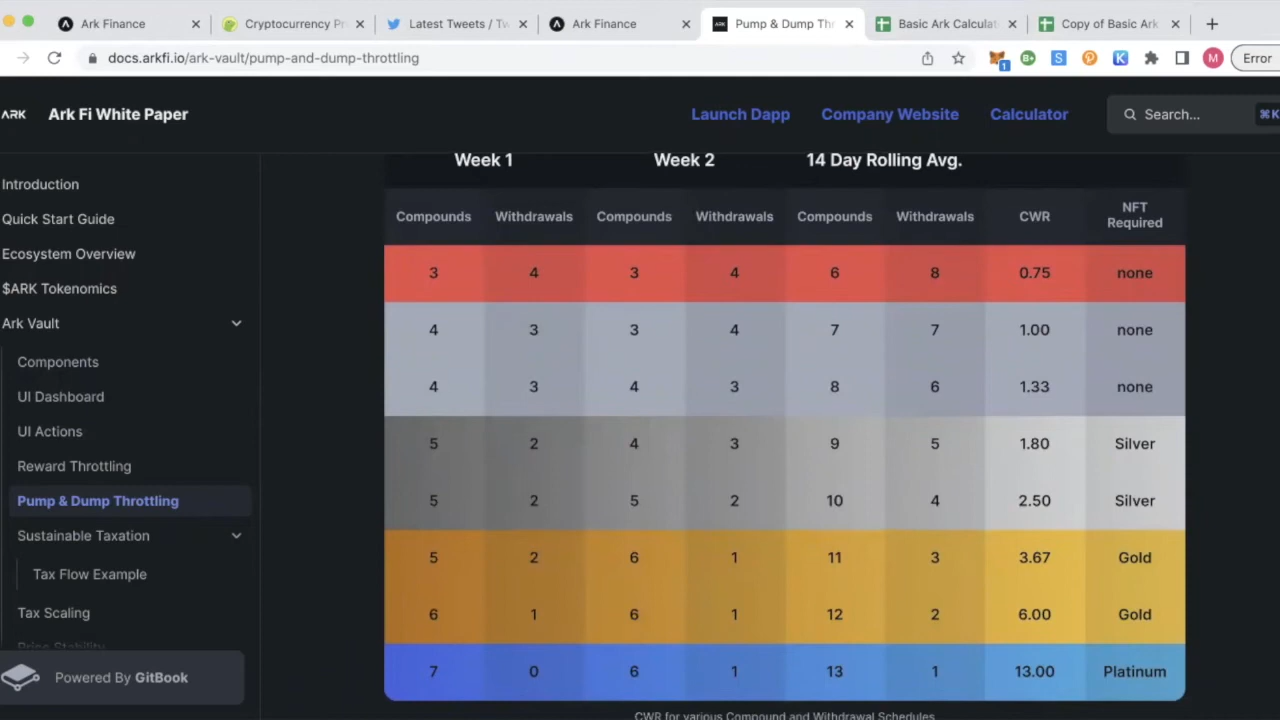 Ark Finance
Cryptocurrency Pri
Latest Tweets / Tw
Ark Finance
Pump & Dump Thr
Basic Ark Calculat
Copy of Basic Ark
docs.arkfi.io/ark-vault/pump-and-dump-throttling
1
B+
S
K
M
Error
ARK
Ark Fi White Paper
Launch Dapp
Company Website
Calculator
Search...
⌘K
Introduction
Quick Start Guide
Ecosystem Overview
$ARK Tokenomics
Ark Vault
Components
UI Dashboard
UI Actions
Reward Throttling
Pump & Dump Throttling
Sustainable Taxation
Tax Flow Example
Tax Scaling
Price Stability
Powered By GitBook
Week 1 Week 2 14 Day Rolling Avg.
Compounds Withdrawals Compounds Withdrawals Compounds Withdrawals CWR NFT Required
3 4 3 4 6 8 0.75 none
4 3 3 4 7 7 1.00 none
4 3 4 3 8 6 1.33 none
5 2 4 3 9 5 1.80 Silver
5 2 5 2 10 4 2.50 Silver
5 2 6 1 11 3 3.67 Gold
6 1 6 1 12 2 6.00 Gold
7 0 6 1 13 1 13.00 Platinum
CWR for various Compound and Withdrawal Schedules